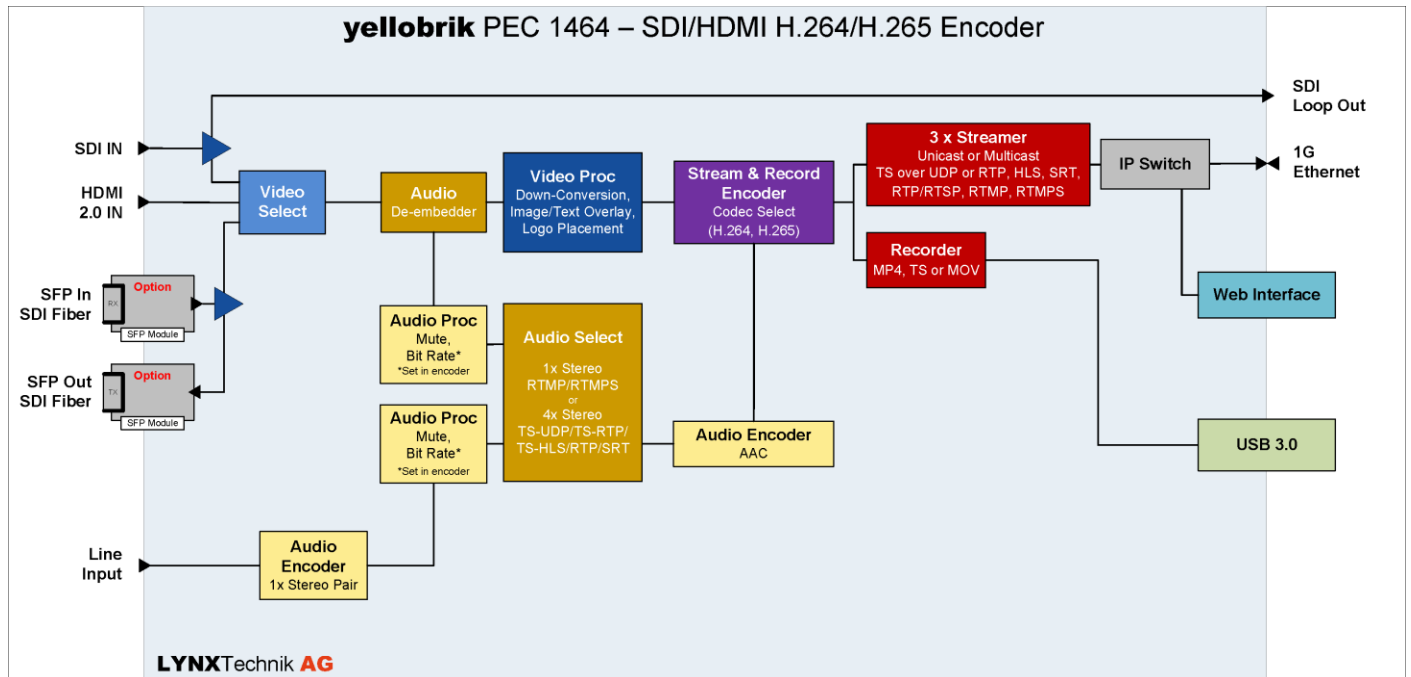 yellobrik PEC 1464 – SDI/HDMI H.264/H.265 Encoder
SDI
Loop Out
SDI IN
HDMI
2.0 IN
Video
Select
Audio
De-embedder
Video Proc
Down-Conversion,
Image/Text Overlay,
Logo Placement
Stream & Record
Encoder
Codec Select
(H.264, H.265)
3 x Streamer
Unicast or Multicast
TS over UDP or RTP, HLS, SRT,
RTP/RTSP, RTMP, RTMPS
IP Switch
1G
Ethernet
Recorder
MP4, TS or MOV
Web Interface
SFP In
SDI Fiber
Option
RX
SFP Module
SFP Out
SDI Fiber
Option
TX
SFP Module
Audio Proc
Mute,
Bit Rate*
*Set in encoder
Audio Proc
Mute,
Bit Rate*
*Set in encoder
Audio Select
1x Stereo
RTMP/RTMPS
or
4x Stereo
TS-UDP/TS-RTP/
TS-HLS/RTP/SRT
Audio Encoder
AAC
USB 3.0
Line
Input
Audio
Encoder
1x Stereo Pair
LYNXTechnik AG